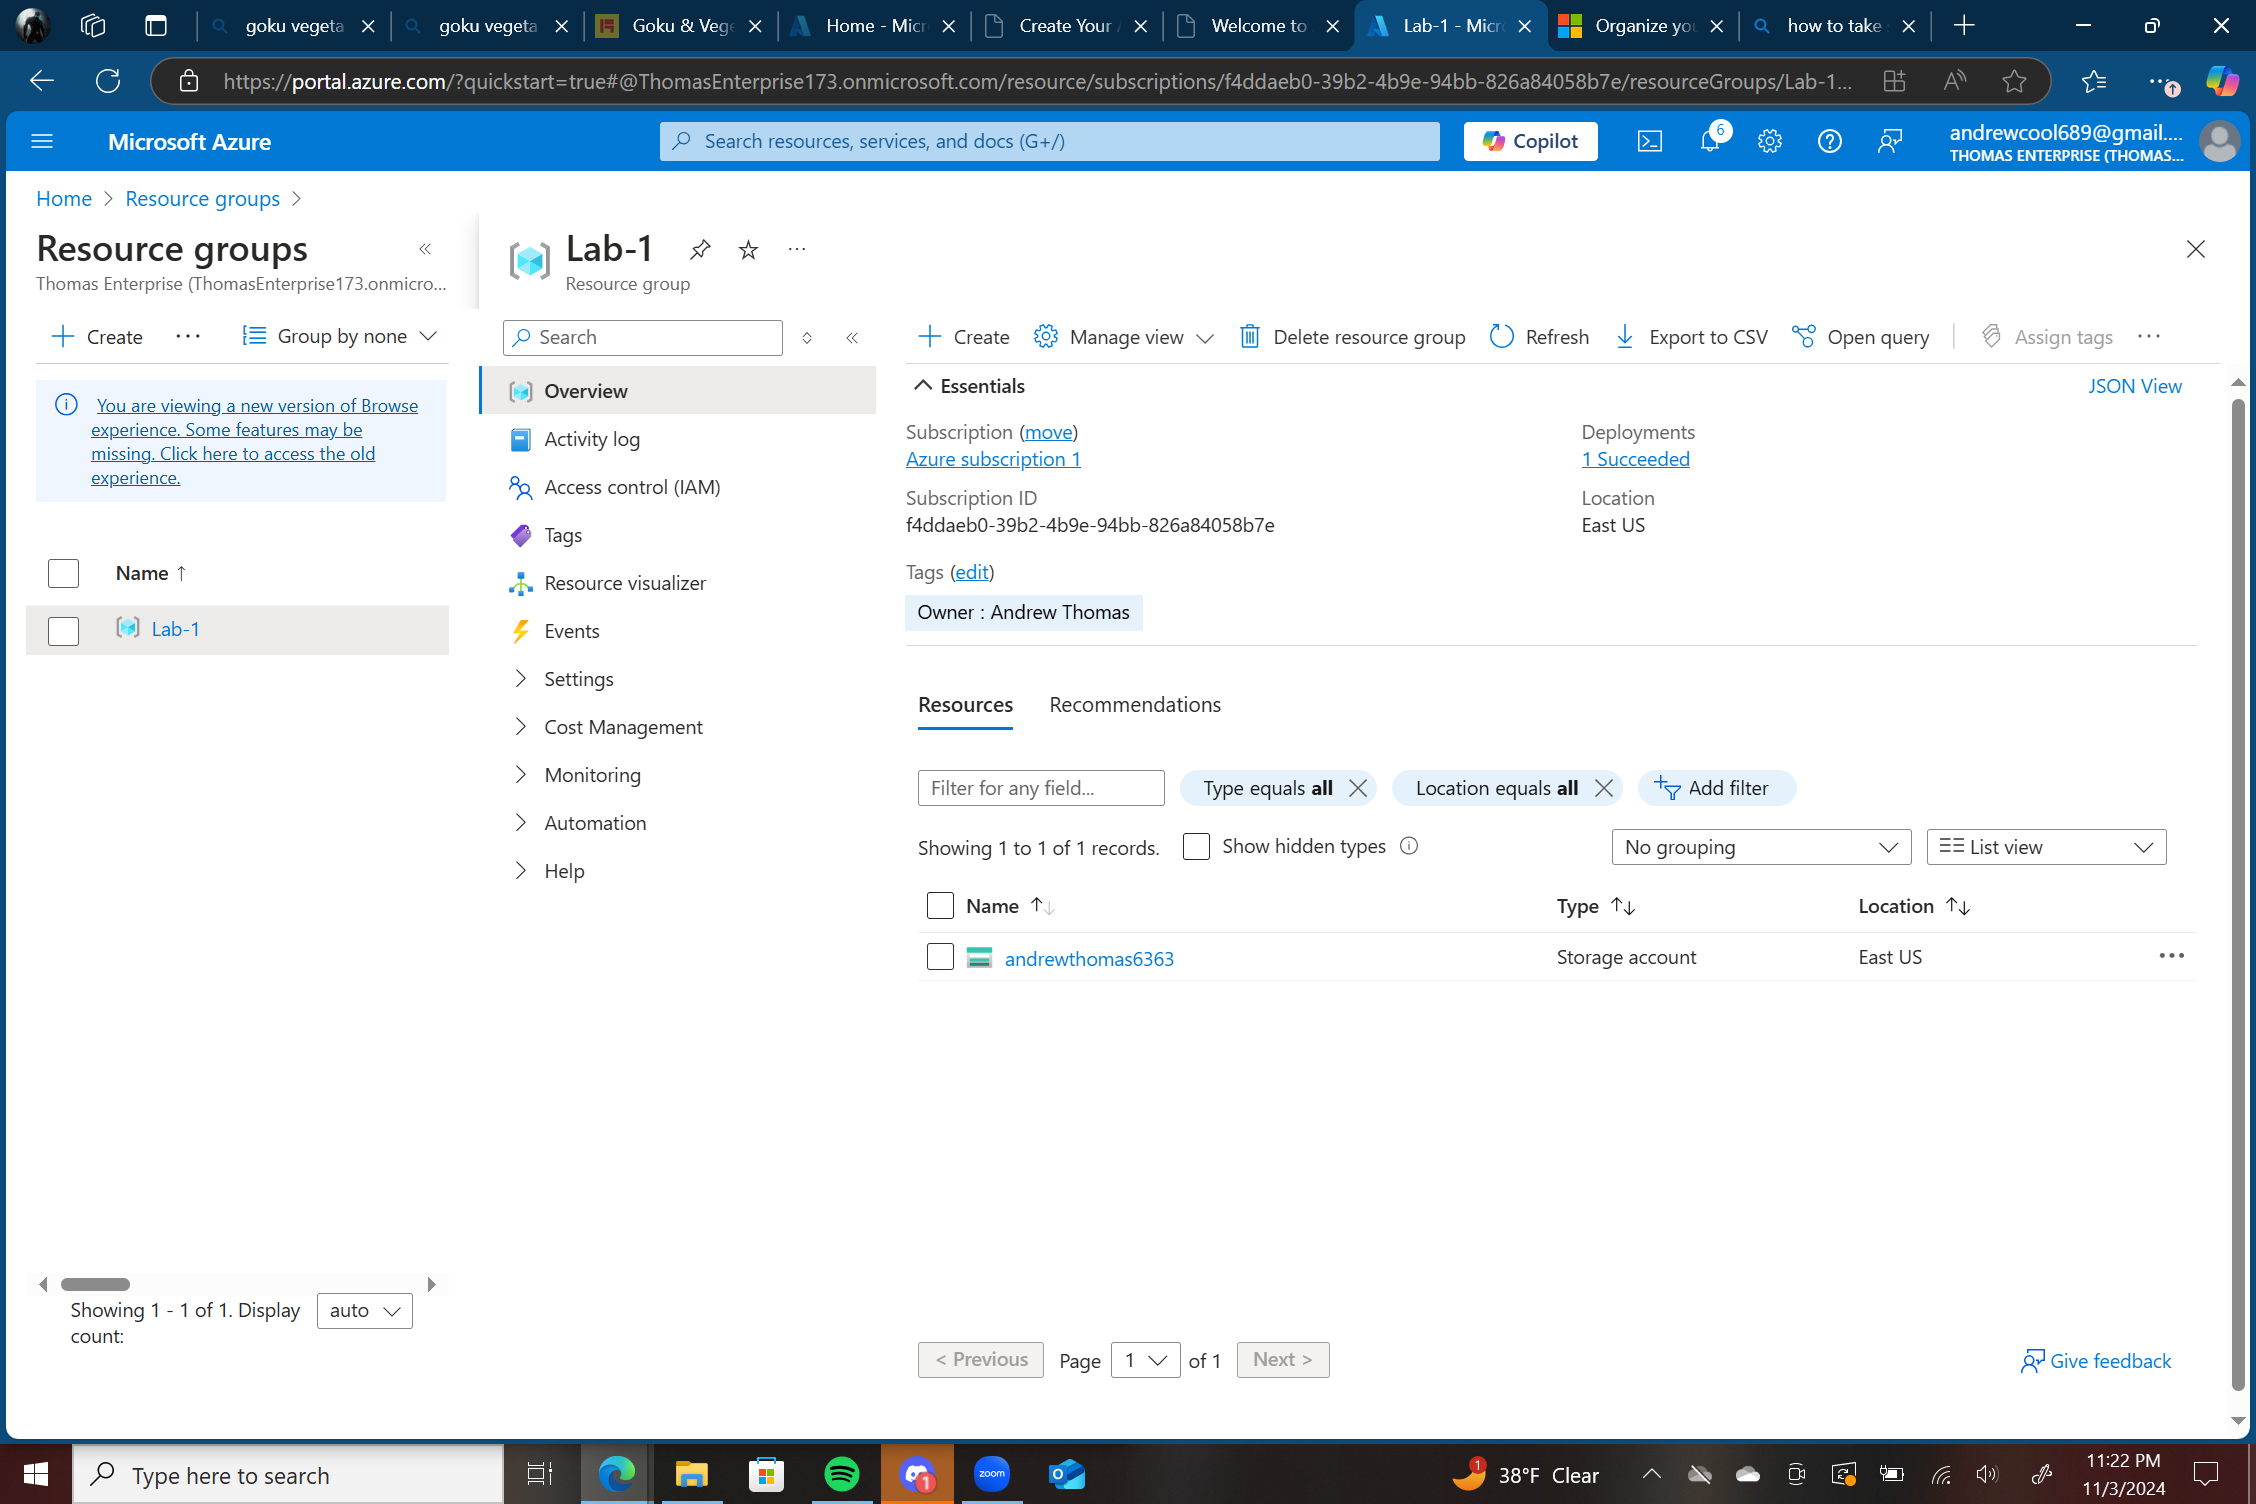 goku vegeta
goku vegeta
Goku & Vege
Home - Micr
Create Your A
Welcome to
Lab-1 - Micro
Organize you
how to take s
https://portal.azure.com/?quickstart=true#@ThomasEnterprise173.onmicrosoft.com/resource/subscriptions/f4ddaeb0-39b2-4b9e-94bb-826a84058b7e/resourceGroups/Lab-1...
Microsoft Azure
Search resources, services, and docs (G+/)
Copilot
6
andrewcool689@gmail....
THOMAS ENTERPRISE (THOMAS...
Home > Resource groups >
Resource groups
Thomas Enterprise (ThomasEnterprise173.onmicro...
Create
Group by none
You are viewing a new version of Browse
experience. Some features may be
missing. Click here to access the old
experience.
Name ↑
Lab-1
Showing 1 - 1 of 1. Display
count:
auto
Lab-1
Resource group
Search
Overview
Activity log
Access control (IAM)
Tags
Resource visualizer
Events
Settings
Cost Management
Monitoring
Automation
Help
Create
Manage view
Delete resource group
Refresh
Export to CSV
Open query
Assign tags
Essentials
JSON View
Subscription (move)
Azure subscription 1
Subscription ID
f4ddaeb0-39b2-4b9e-94bb-826a84058b7e
Deployments
1 Succeeded
Location
East US
Tags (edit)
Owner : Andrew Thomas
Resources
Recommendations
Filter for any field...
Type equals all
Location equals all
Add filter
Showing 1 to 1 of 1 records.
Show hidden types
No grouping
List view
Name ↑↓
Type ↑↓
Location ↑↓
andrewthomas6363
Storage account
East US
< Previous
Page
1
of 1
Next >
Give feedback
Type here to search
1
zoom
1
38°F Clear
11:22 PM
11/3/2024